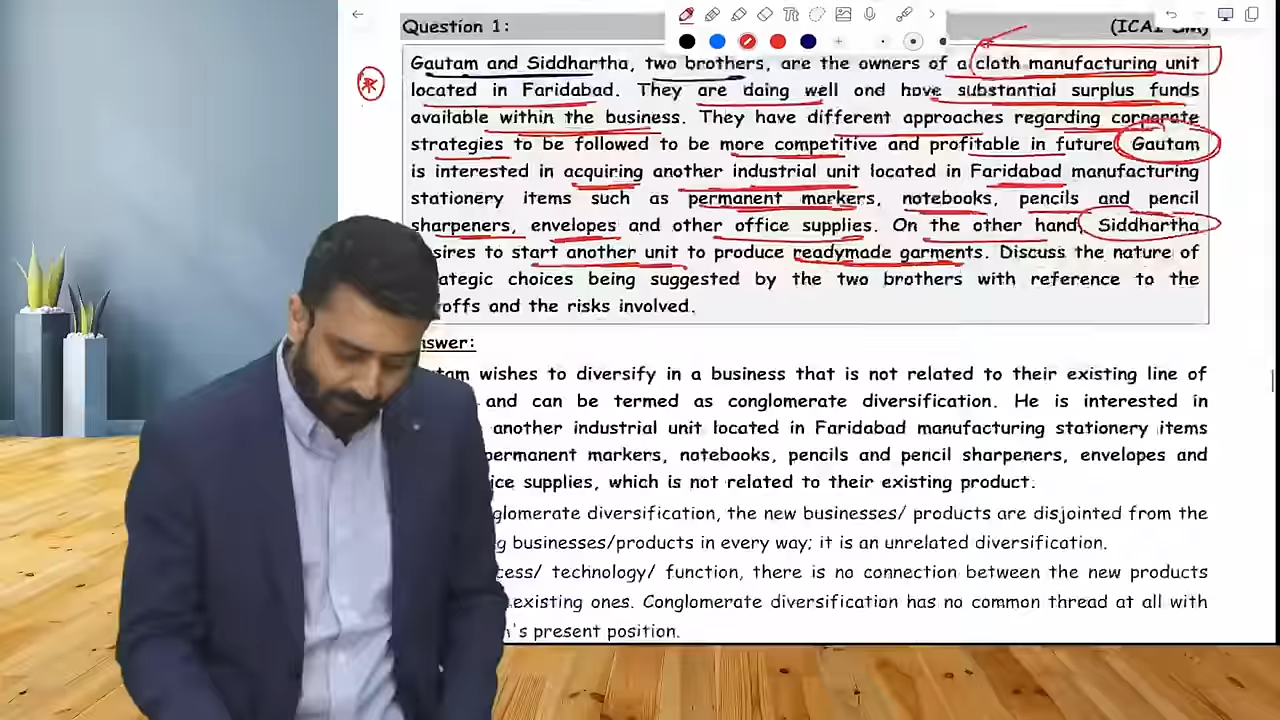 Question 1:
Gautam and Siddhartha, two brothers, are the owners of a cloth manufacturing unit
located in Faridabad. They are doing well and have substantial surplus funds
available within the business. They have different approaches regarding corporate
strategies to be followed to be more competitive and profitable in future. Gautam
is interested in acquiring another industrial unit located in Faridabad manufacturing
stationery items such as permanent markers, notebooks, pencils and pencil
sharpeners, envelopes and other office supplies. On the other hand, Siddhartha
sires to start another unit to produce readymade garments. Discuss the nature of
ategic choices being suggested by the two brothers with reference to the
offs and the risks involved.
nswer:
tam wishes to diversify in a business that is not related to their existing line of
and can be termed as conglomerate diversification. He is interested in
another industrial unit located in Faridabad manufacturing stationery items
ermanent markers, notebooks, pencils and pencil sharpeners, envelopes and
ice supplies, which is not related to their existing product.
glomerate diversification, the new businesses/ products are disjointed from the
g businesses/products in every way; it is an unrelated diversification.
cess/ technology/ function, there is no connection between the new products
existing ones. Conglomerate diversification has no common thread at all with
's present position.